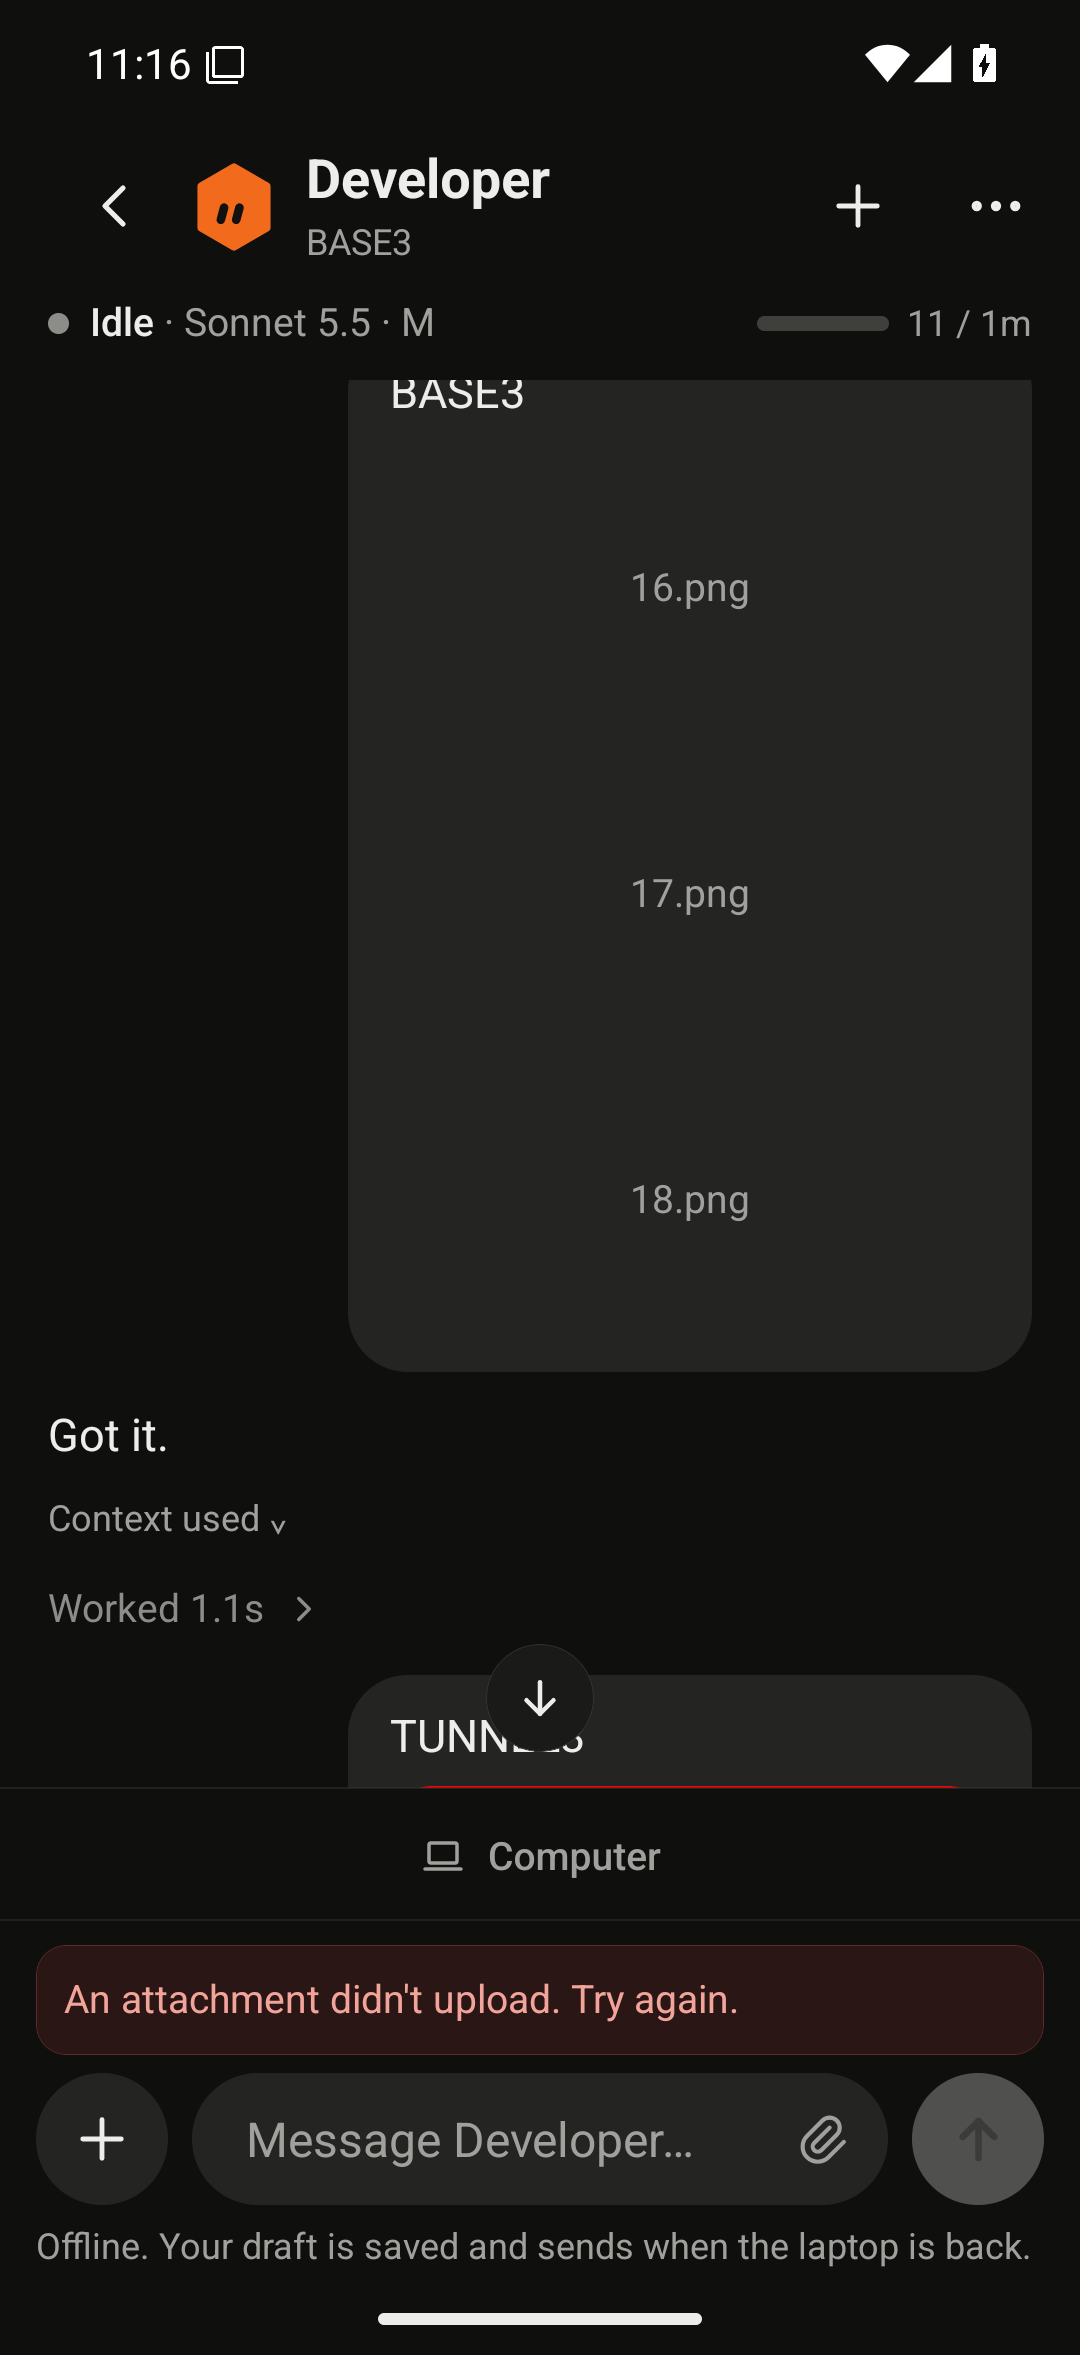 11:16
Developer
BASE3
Idle · Sonnet 5.5 · M
11 / 1m
BASE3
16.png
17.png
18.png
Got it.
Context used
Worked 1.1s
Computer
An attachment didn't upload. Try again.
Message Developer…
Offline. Your draft is saved and sends when the laptop is back.